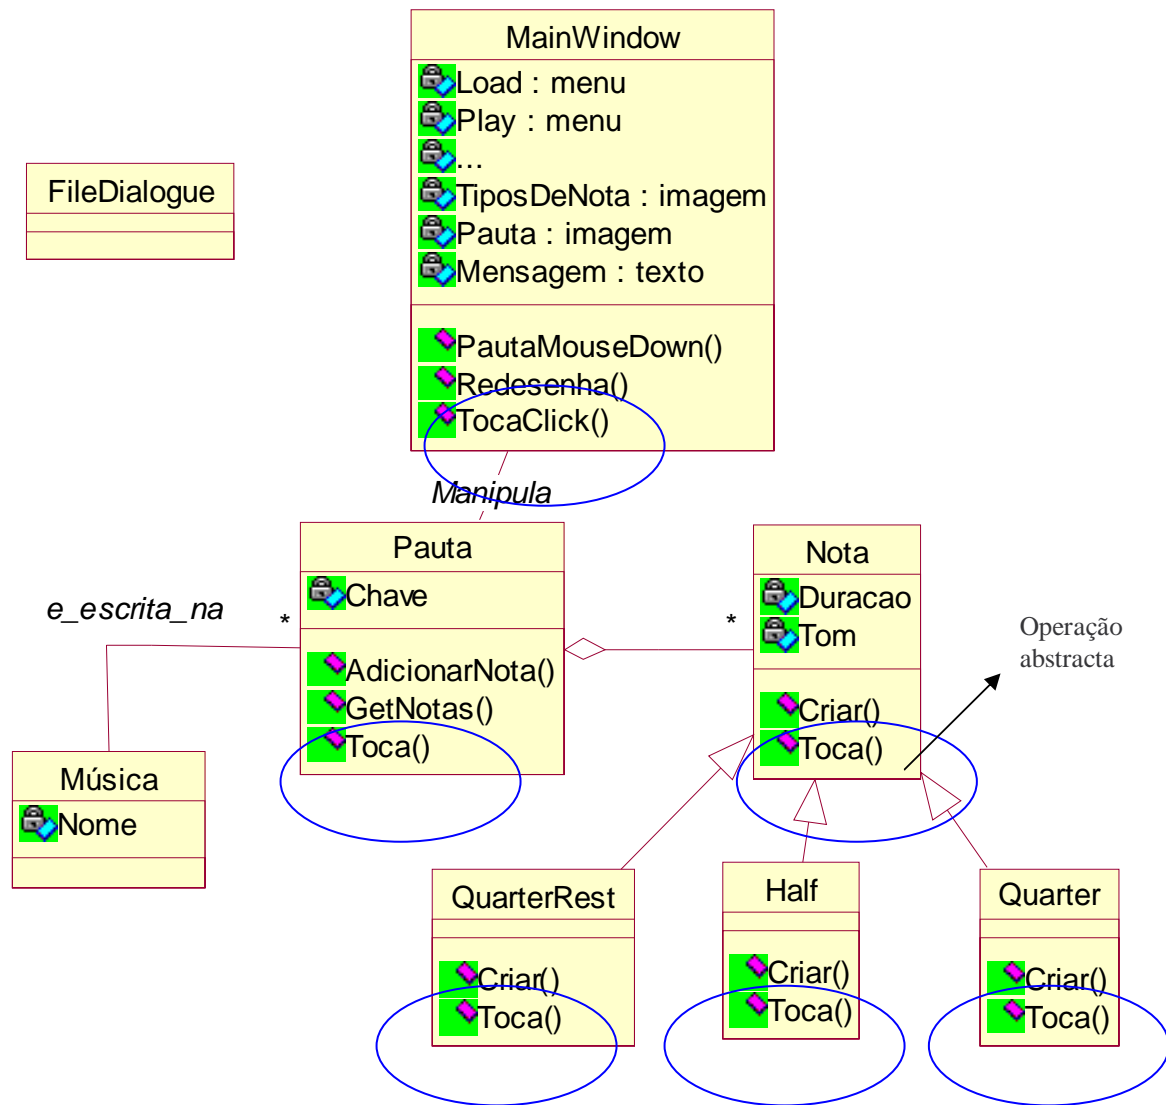 MainWindow
Load : menu
Play : menu
...
TiposDeNota : imagem
Pauta : imagem
Mensagem : texto
PautaMouseDown()
Redesenha()
TocaClick()
FileDialogue
Manipula
Pauta
Chave
AdicionarNota()
GetNotas()
Toca()
e_escrita_na
*
*
Nota
Duracao
Tom
Criar()
Toca()
Operação
abstracta
Música
Nome
QuarterRest
Criar()
Toca()
Half
Criar()
Toca()
Quarter
Criar()
Toca()